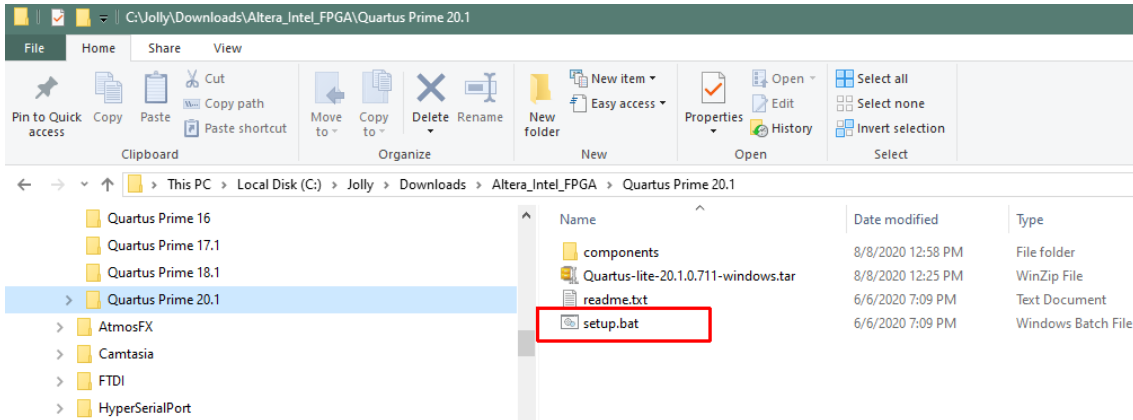 C:\Jolly\Downloads\Altera_Intel_FPGA\Quartus Prime 20.1
File Home Share View
Pin to Quick access
Copy
Paste
Cut
Copy path
Paste shortcut
Clipboard
Move to
Copy to
Delete
Rename
Organize
New folder
New item
Easy access
New
Properties
Open
Edit
History
Open
Select all
Select none
Invert selection
Select
This PC > Local Disk (C:) > Jolly > Downloads > Altera_Intel_FPGA > Quartus Prime 20.1
Quartus Prime 16
Quartus Prime 17.1
Quartus Prime 18.1
Quartus Prime 20.1
AtmosFX
Camtasia
FTDI
HyperSerialPort
Name Date modified Type
components 8/8/2020 12:58 PM File folder
Quartus-lite-20.1.0.711-windows.tar 8/8/2020 12:25 PM WinZip File
readme.txt 6/6/2020 7:09 PM Text Document
setup.bat 6/6/2020 7:09 PM Windows Batch File